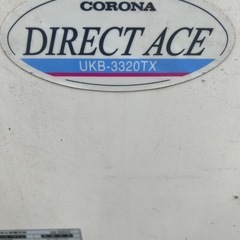 CORONA
DIRECT ACE
UKB-3320TX